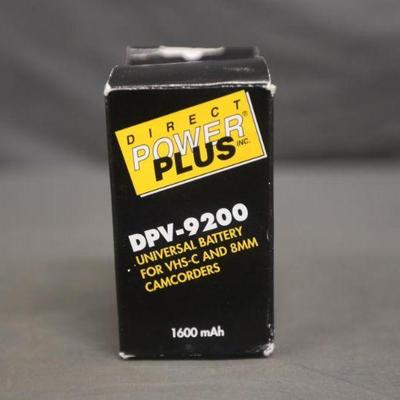 DIRECT
POWER®
PLUS INC.
DPV-9200
UNIVERSAL BATTERY
FOR VHS-C AND 8MM
CAMCORDERS
1600 mAh